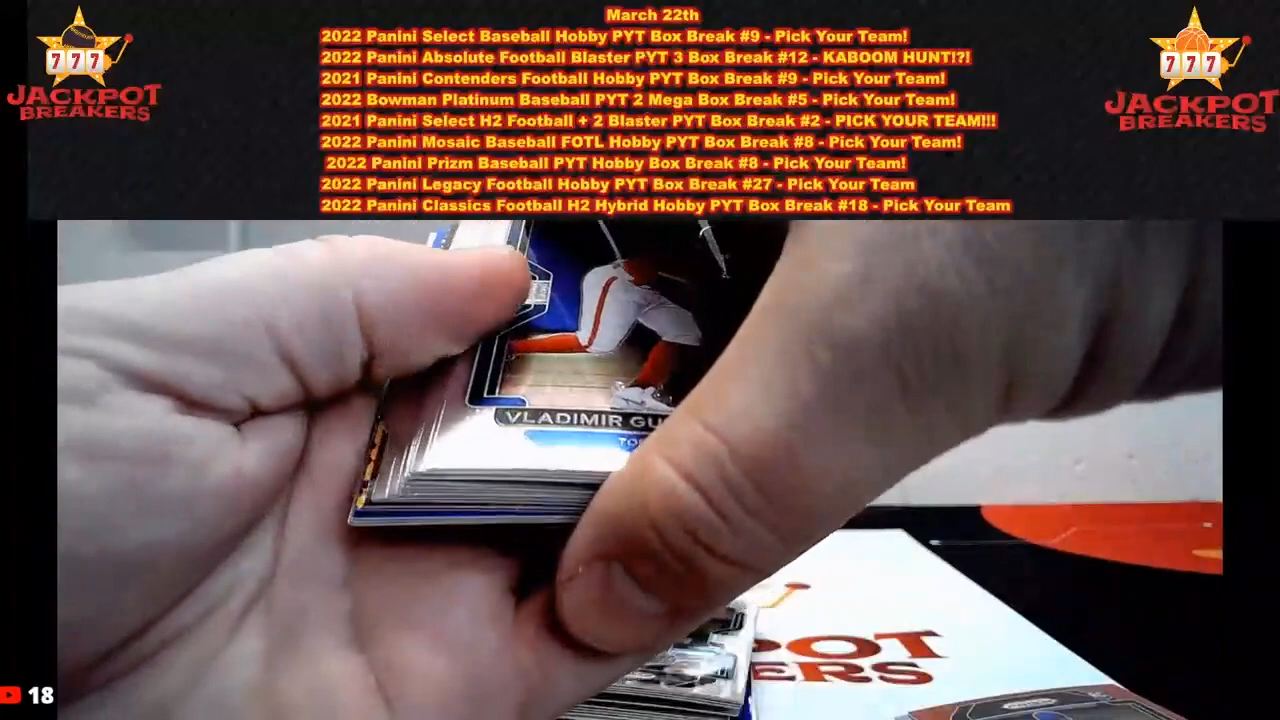 March 22th
2022 Panini Select Baseball Hobby PYT Box Break #9 - Pick Your Team!
2022 Panini Absolute Football Blaster PYT 3 Box Break #12 - KABOOM HUNT!?!
2021 Panini Contenders Football Hobby PYT Box Break #9 - Pick Your Team!
2022 Bowman Platinum Baseball PYT 2 Mega Box Break #5 - Pick Your Team!
2021 Panini Select H2 Football + 2 Blaster PYT Box Break #2 - PICK YOUR TEAM!!!
2022 Panini Mosaic Baseball FOTL Hobby PYT Box Break #8 - Pick Your Team!
2022 Panini Prizm Baseball PYT Hobby Box Break #8 - Pick Your Team!
2022 Panini Legacy Football Hobby PYT Box Break #27 - Pick Your Team
2022 Panini Classics Football H2 Hybrid Hobby PYT Box Break #18 - Pick Your Team
777
JACKPOT
BREAKERS
777
JACKPOT
BREAKERS
VLADIMIR GU
TO
POT
ERS
18